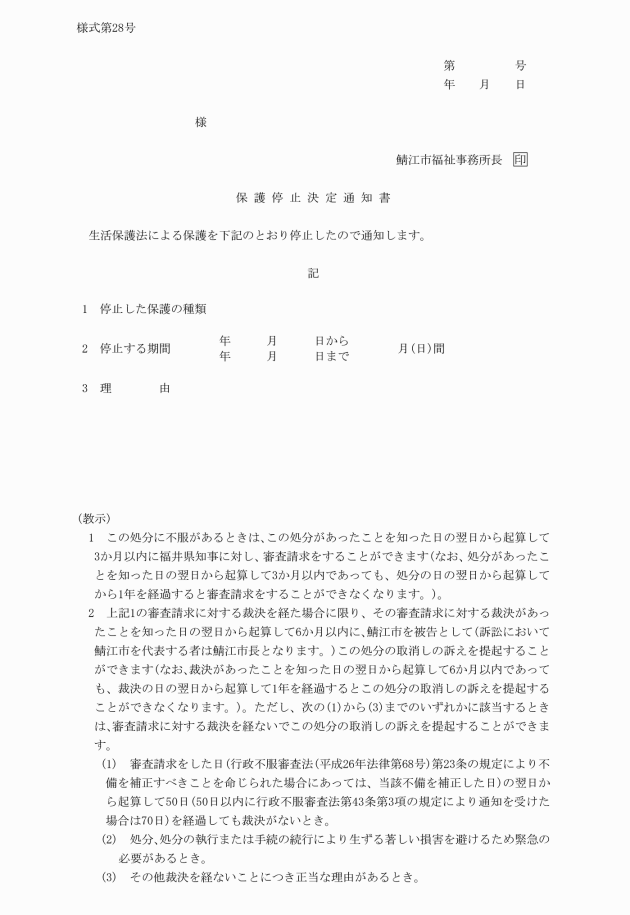 様式第28号
第　　　　　号
年　　月　　日
様
鯖江市福祉事務所長　印
保護停止決定通知書
生活保護法による保護を下記のとおり停止したので通知します。
記
1　停止した保護の種類
2　停止する期間　　　　年　　　月　　　日から　　　　月(日)間
年　　　月　　　日まで
3　理　　　　由
(教示)
1　この処分に不服があるときは、この処分があったことを知った日の翌日から起算して
3か月以内に福井県知事に対し、審査請求をすることができます(なお、処分があったこ
とを知った日の翌日から起算して3か月以内であっても、処分の日の翌日から起算して
から1年を経過すると審査請求をすることができなくなります。)。
2　上記1の審査請求に対する裁決を経た場合に限り、その審査請求に対する裁決があっ
たことを知った日の翌日から起算して6か月以内に、鯖江市を被告として(訴訟において
鯖江市を代表する者は鯖江市長となります。)この処分の取消しの訴えを提起すること
ができます(なお、裁決があったことを知った日の翌日から起算して6か月以内であって
も、裁決の日の翌日から起算して1年を経過するとこの処分の取消しの訴えを提起する
ことができなくなります。)。ただし、次の(1)から(3)までのいずれかに該当するとき
は、審査請求に対する裁決を経ないでこの処分の取消しの訴えを提起することができま
す。
(1)　審査請求をした日(行政不服審査法(平成26年法律第68号)第23条の規定により不
備を補正すべきことを命じられた場合にあっては、当該不備を補正した日)の翌日か
ら起算して50日(50日以内に行政不服審査法第43条第3項の規定により通知を受けた
場合は70日)を経過しても裁決がないとき。
(2)　処分、処分の執行または手続の続行により生ずる著しい損害を避けるため緊急の
必要があるとき。
(3)　その他裁決を経ないことにつき正当な理由があるとき。